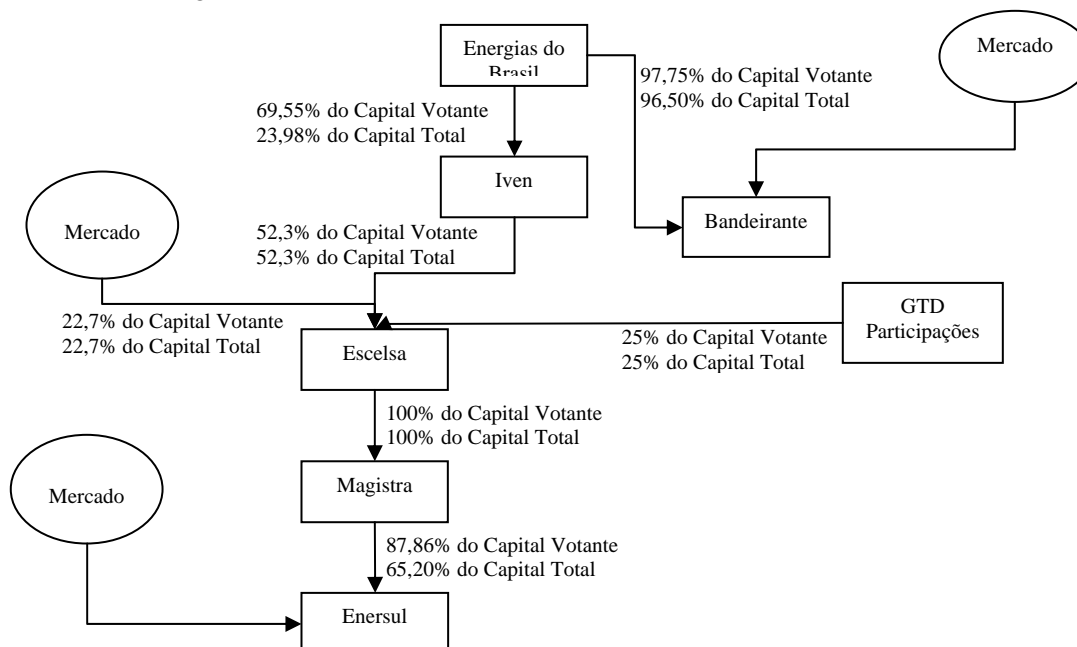 Energias do
Brasil
Mercado
97,75% do Capital Votante
96,50% do Capital Total
69,55% do Capital Votante
23,98% do Capital Total
Iven
Bandeirante
Mercado
52,3% do Capital Votante
52,3% do Capital Total
GTD
Participações
22,7% do Capital Votante
22,7% do Capital Total
25% do Capital Votante
25% do Capital Total
Escelsa
100% do Capital Votante
100% do Capital Total
Mercado
Magistra
87,86% do Capital Votante
65,20% do Capital Total
Enersul